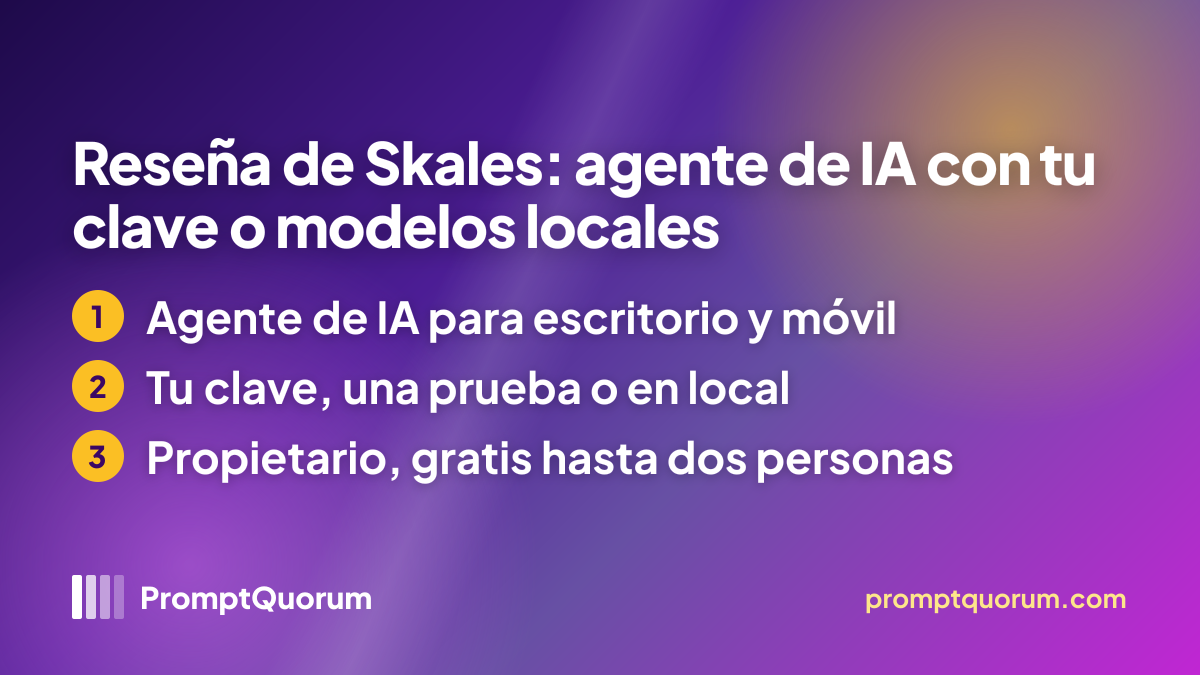 Reseña de Skales: agente de IA con tu
clave o modelos locales
1 Agente de IA para escritorio y móvil
2 Tu clave, una prueba o en local
3 Propietario, gratis hasta dos personas
PromptQuorum
promptquorum.com